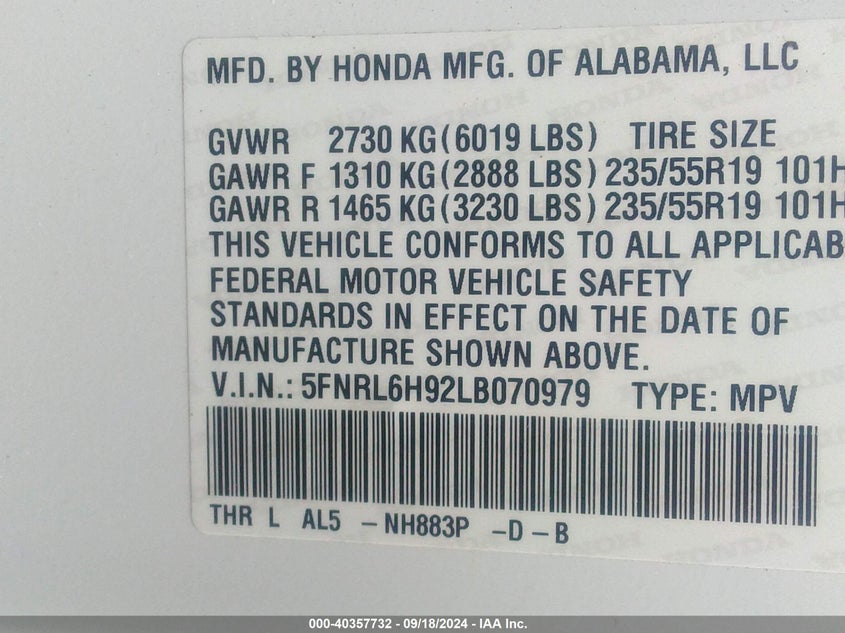 MFD. BY HONDA MFG. OF ALABAMA, LLC
GVWR 2730 KG (6019 LBS) TIRE SIZE
GAWR F 1310 KG (2888 LBS) 235/55R19 101H
GAWR R 1465 KG (3230 LBS) 235/55R19 101H
THIS VEHICLE CONFORMS TO ALL APPLICAB
FEDERAL MOTOR VEHICLE SAFETY
STANDARDS IN EFFECT ON THE DATE OF
MANUFACTURE SHOWN ABOVE.
V.I.N.: 5FNRL6H92LB070979 TYPE: MPV
THR L AL5 -NH883P -D -B
000-40357732 - 09/18/2024 - IAA Inc.